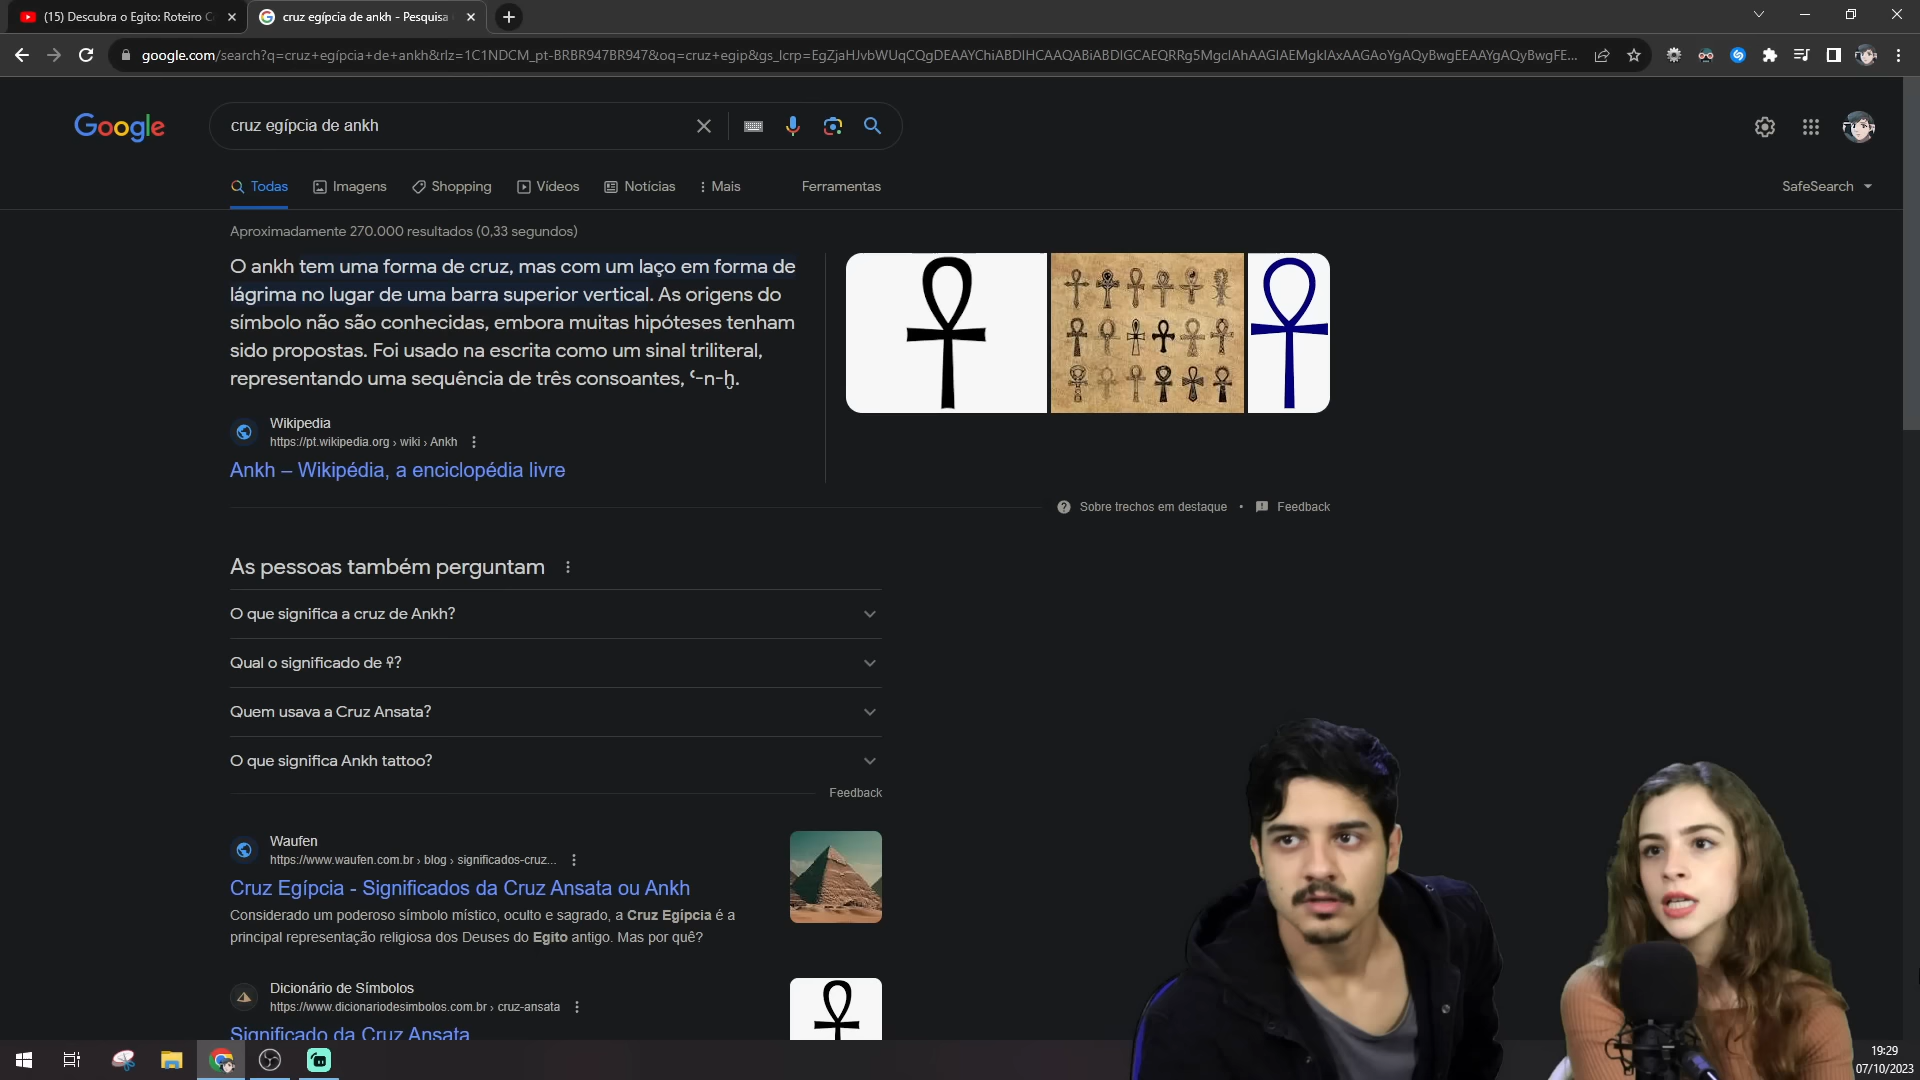 (15) Descubra o Egito: Roteiro C
cruz egípcia de ankh - Pesquisa
google.com/search?q=cruz+egípcia+de+ankh&rlz=1C1NDCM_pt-BRBR947BR947&oq=cruz+egip&gs_lcrp=EgZjaHJvbWUqCQgDEAAYChiABDIHCAAQABiABDIGCAEQRRg5MgcIAhAAGIAEMgkIAxAAGAoYgAQyBwgEEAAYgAQyBwgFE...
Google
cruz egípcia de ankh
Todas
Imagens
Shopping
Vídeos
Notícias
Mais
Ferramentas
SafeSearch
Aproximadamente 270.000 resultados (0,33 segundos)
O ankh tem uma forma de cruz, mas com um laço em forma de
lágrima no lugar de uma barra superior vertical. As origens do
símbolo não são conhecidas, embora muitas hipóteses tenham
sido propostas. Foi usado na escrita como um sinal triliteral,
representando uma sequência de três consoantes, ꜥ-n-ḫ.
Wikipedia
https://pt.wikipedia.org › wiki › Ankh
Ankh – Wikipédia, a enciclopédia livre
Sobre trechos em destaque • Feedback
As pessoas também perguntam
O que significa a cruz de Ankh?
Qual o significado de ☥?
Quem usava a Cruz Ansata?
O que significa Ankh tattoo?
Feedback
Waufen
https://www.waufen.com.br › blog › significados-cruz...
Cruz Egípcia - Significados da Cruz Ansata ou Ankh
Considerado um poderoso símbolo místico, oculto e sagrado, a Cruz Egípcia é a
principal representação religiosa dos Deuses do Egito antigo. Mas por quê?
Dicionário de Símbolos
https://www.dicionariodesimbolos.com.br › cruz-ansata
Significado da Cruz Ansata
19:29
07/10/2023